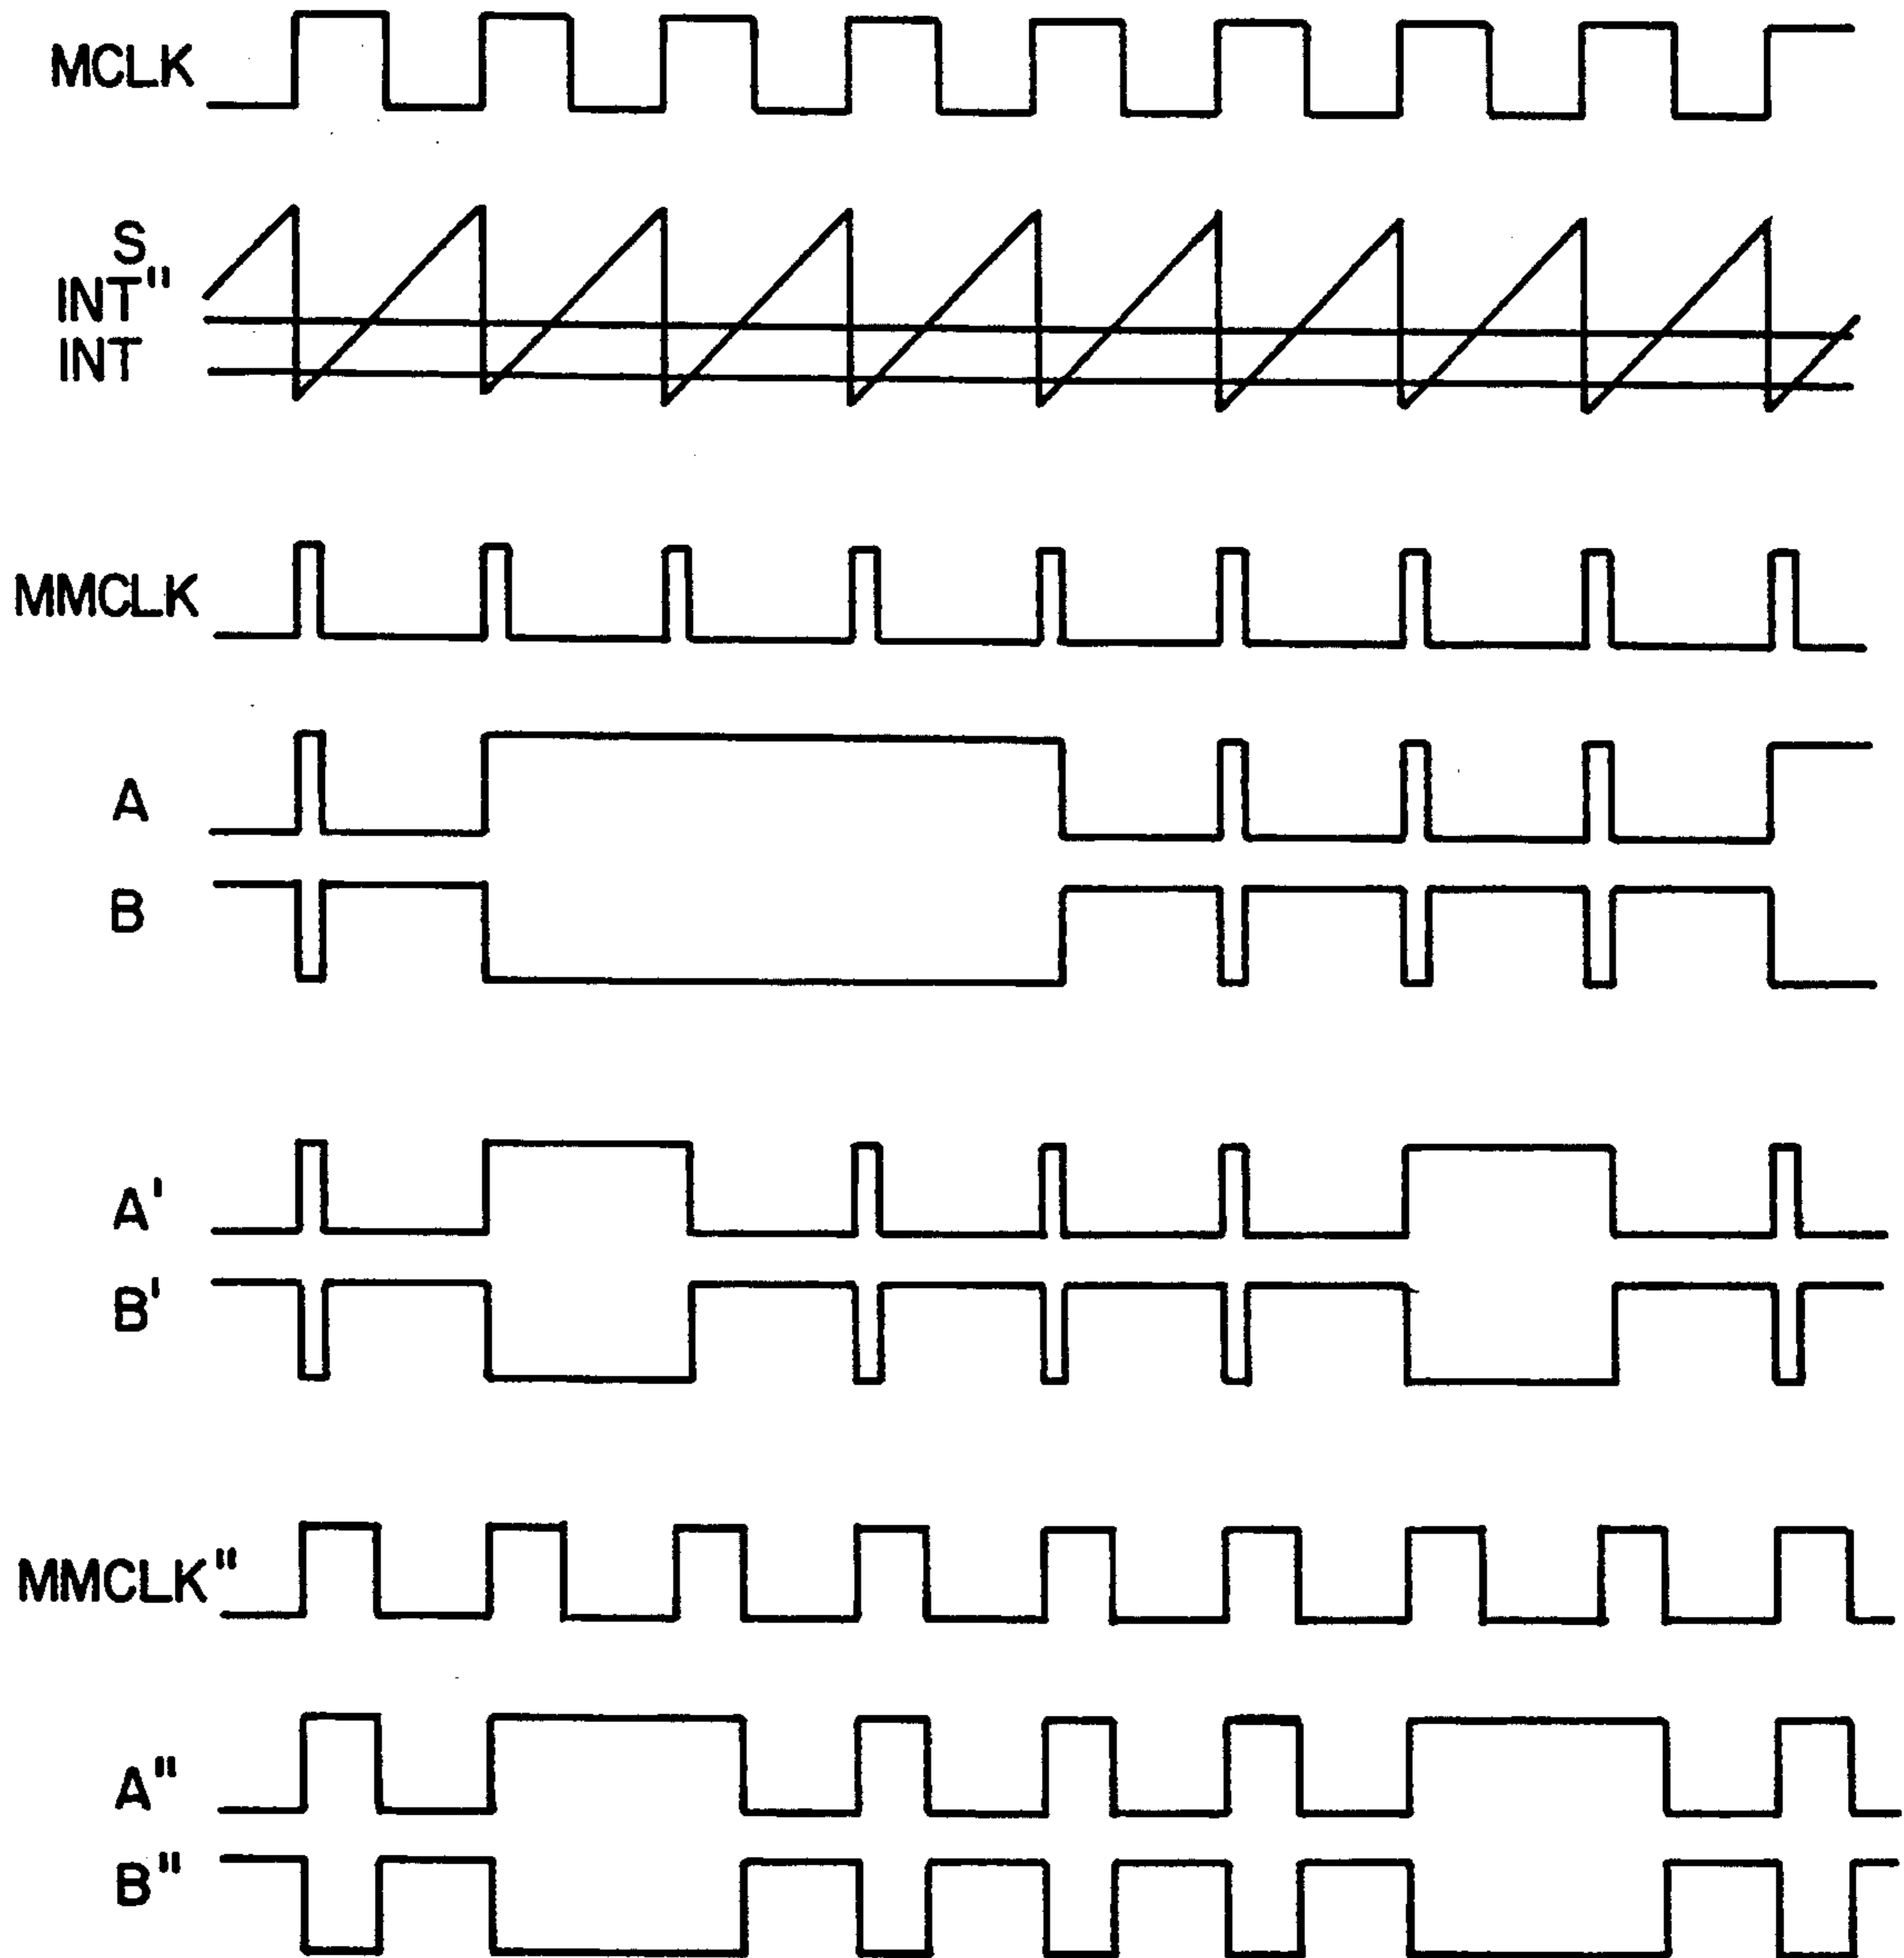 MCLK
S
INT"
INT
MMCLK
A
B
A'
B'
MMCLK"
A"
B"